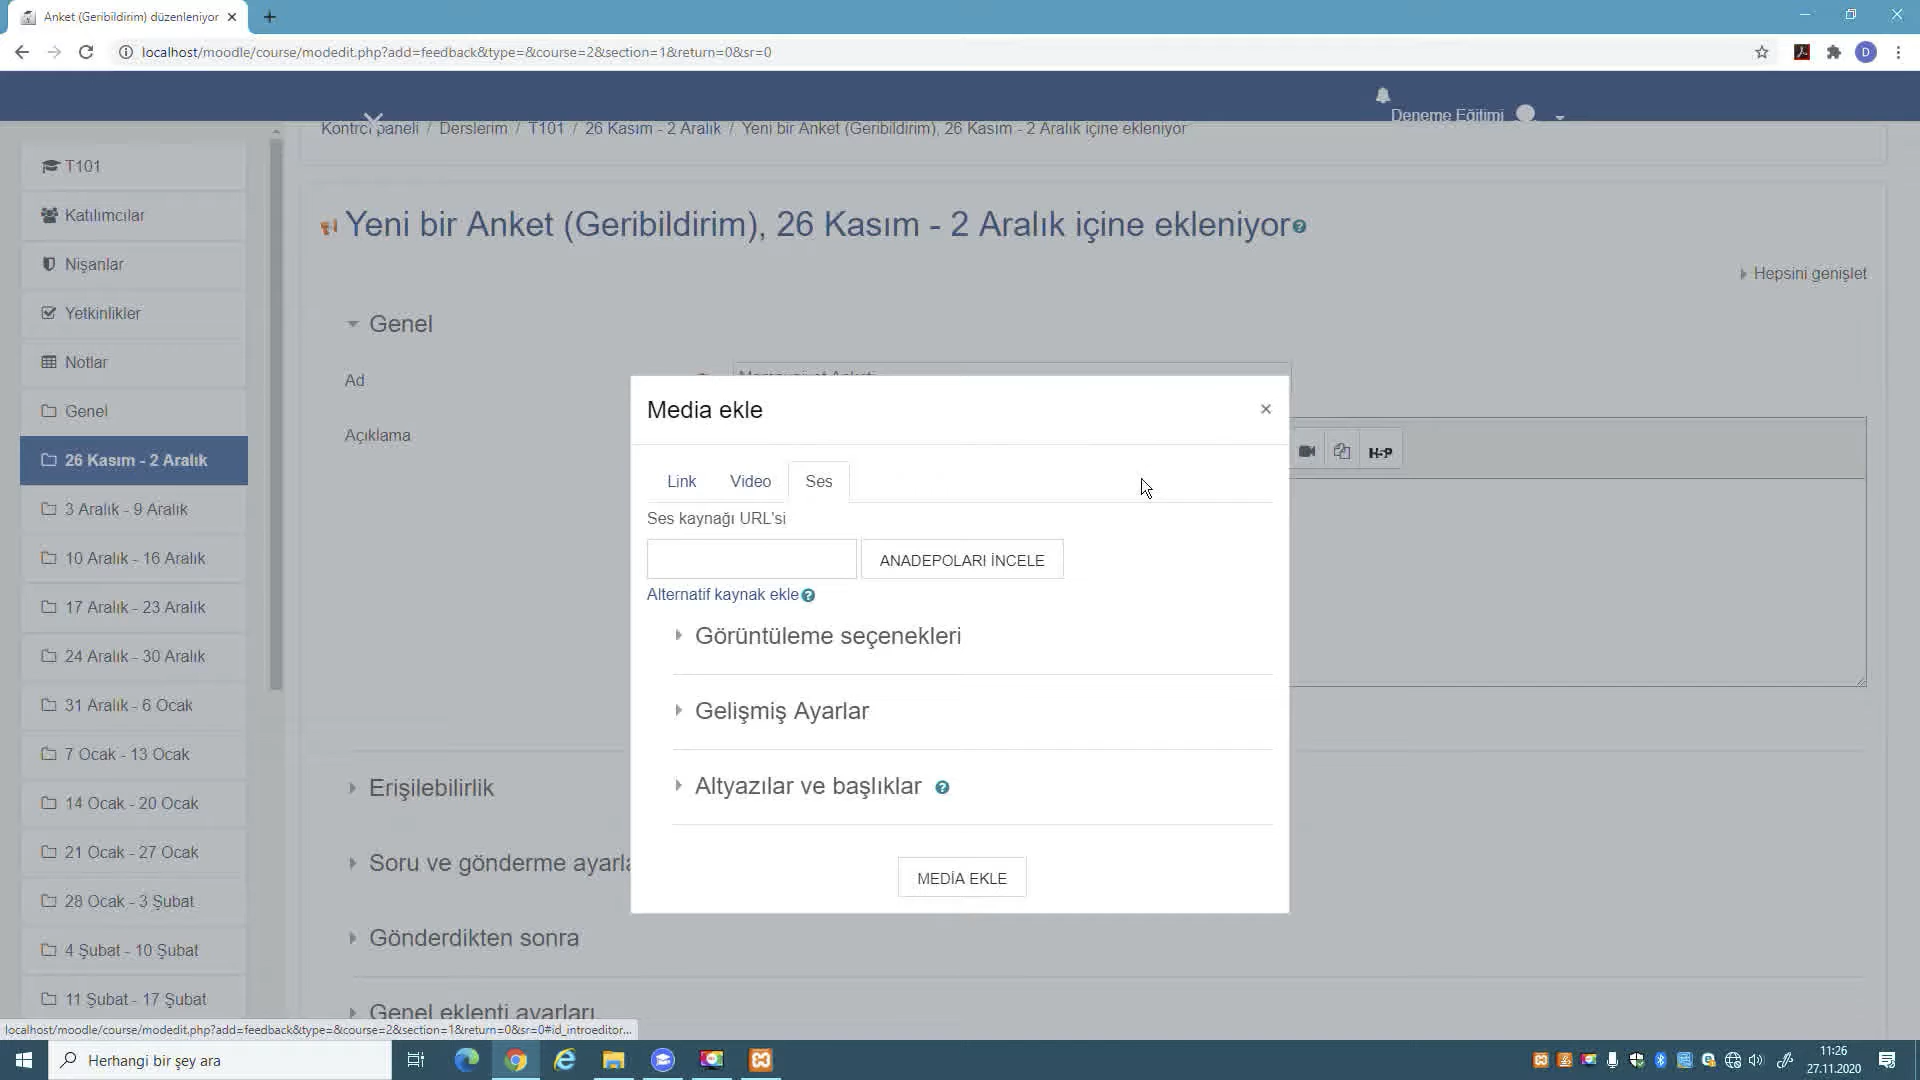 Anket (Geribildirim) düzenleniyor
localhost/moodle/course/modedit.php?add=feedback&type=&course=2&section=1&return=0&sr=0
D
Deneme Eğitimi
Kontrol paneli / Derslerim / T101 / 26 Kasım - 2 Aralık / Yeni bir Anket (Geribildirim), 26 Kasım - 2 Aralık içine ekleniyor
T101
Katılımcılar
Nişanlar
Yetkinlikler
Notlar
Genel
26 Kasım - 2 Aralık
3 Aralık - 9 Aralık
10 Aralık - 16 Aralık
17 Aralık - 23 Aralık
24 Aralık - 30 Aralık
31 Aralık - 6 Ocak
7 Ocak - 13 Ocak
14 Ocak - 20 Ocak
21 Ocak - 27 Ocak
28 Ocak - 3 Şubat
4 Şubat - 10 Şubat
11 Şubat - 17 Şubat
Yeni bir Anket (Geribildirim), 26 Kasım - 2 Aralık içine ekleniyor
Hepsini genişlet
Genel
Ad
Açıklama
H-P
Media ekle
Link Video Ses
Ses kaynağı URL'si
ANADEPOLARI İNCELE
Alternatif kaynak ekle
Görüntüleme seçenekleri
Gelişmiş Ayarlar
Altyazılar ve başlıklar
MEDİA EKLE
Erişilebilirlik
Soru ve gönderme ayarla
Gönderdikten sonra
Genel eklenti ayarları
localhost/moodle/course/modedit.php?add=feedback&type=&course=2&section=1&return=0&sr=0#id_introeditor...
Herhangi bir şey ara
11:26
27.11.2020